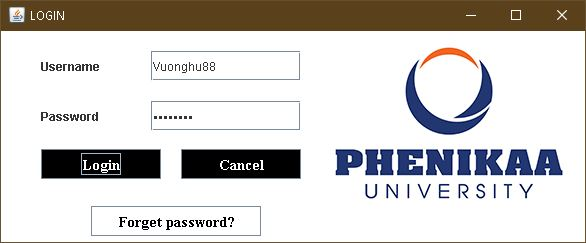 LOGIN
Username Vuonghu88
Password ••••••••
Login Cancel
Forget password?
PHENIKAA
UNIVERSITY